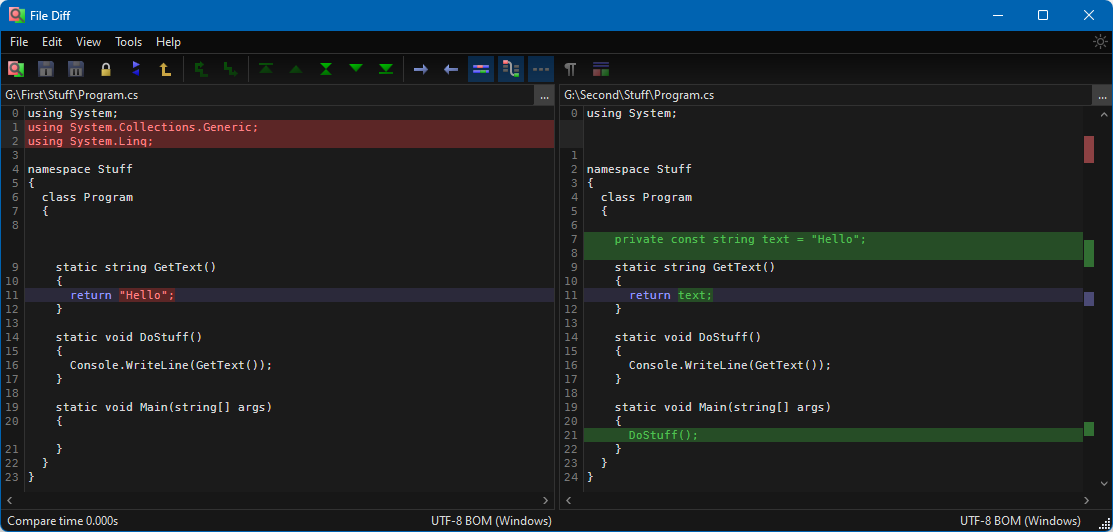 File Diff
File Edit View Tools Help
G:\First\Stuff\Program.cs ...
0 using System;
1 using System.Collections.Generic;
2 using System.Linq;
3
4 namespace Stuff
5 {
6 class Program
7 {
8
9 static string GetText()
10 {
11 return "Hello";
12 }
13
14 static void DoStuff()
15 {
16 Console.WriteLine(GetText());
17 }
18
19 static void Main(string[] args)
20 {
21 }
22 }
23 }
G:\Second\Stuff\Program.cs ...
0 using System;
1
2 namespace Stuff
3 {
4 class Program
5 {
6
7 private const string text = "Hello";
8
9 static string GetText()
10 {
11 return text;
12 }
13
14 static void DoStuff()
15 {
16 Console.WriteLine(GetText());
17 }
18
19 static void Main(string[] args)
20 {
21 DoStuff();
22 }
23 }
24 }
Compare time 0.000s UTF-8 BOM (Windows) UTF-8 BOM (Windows)